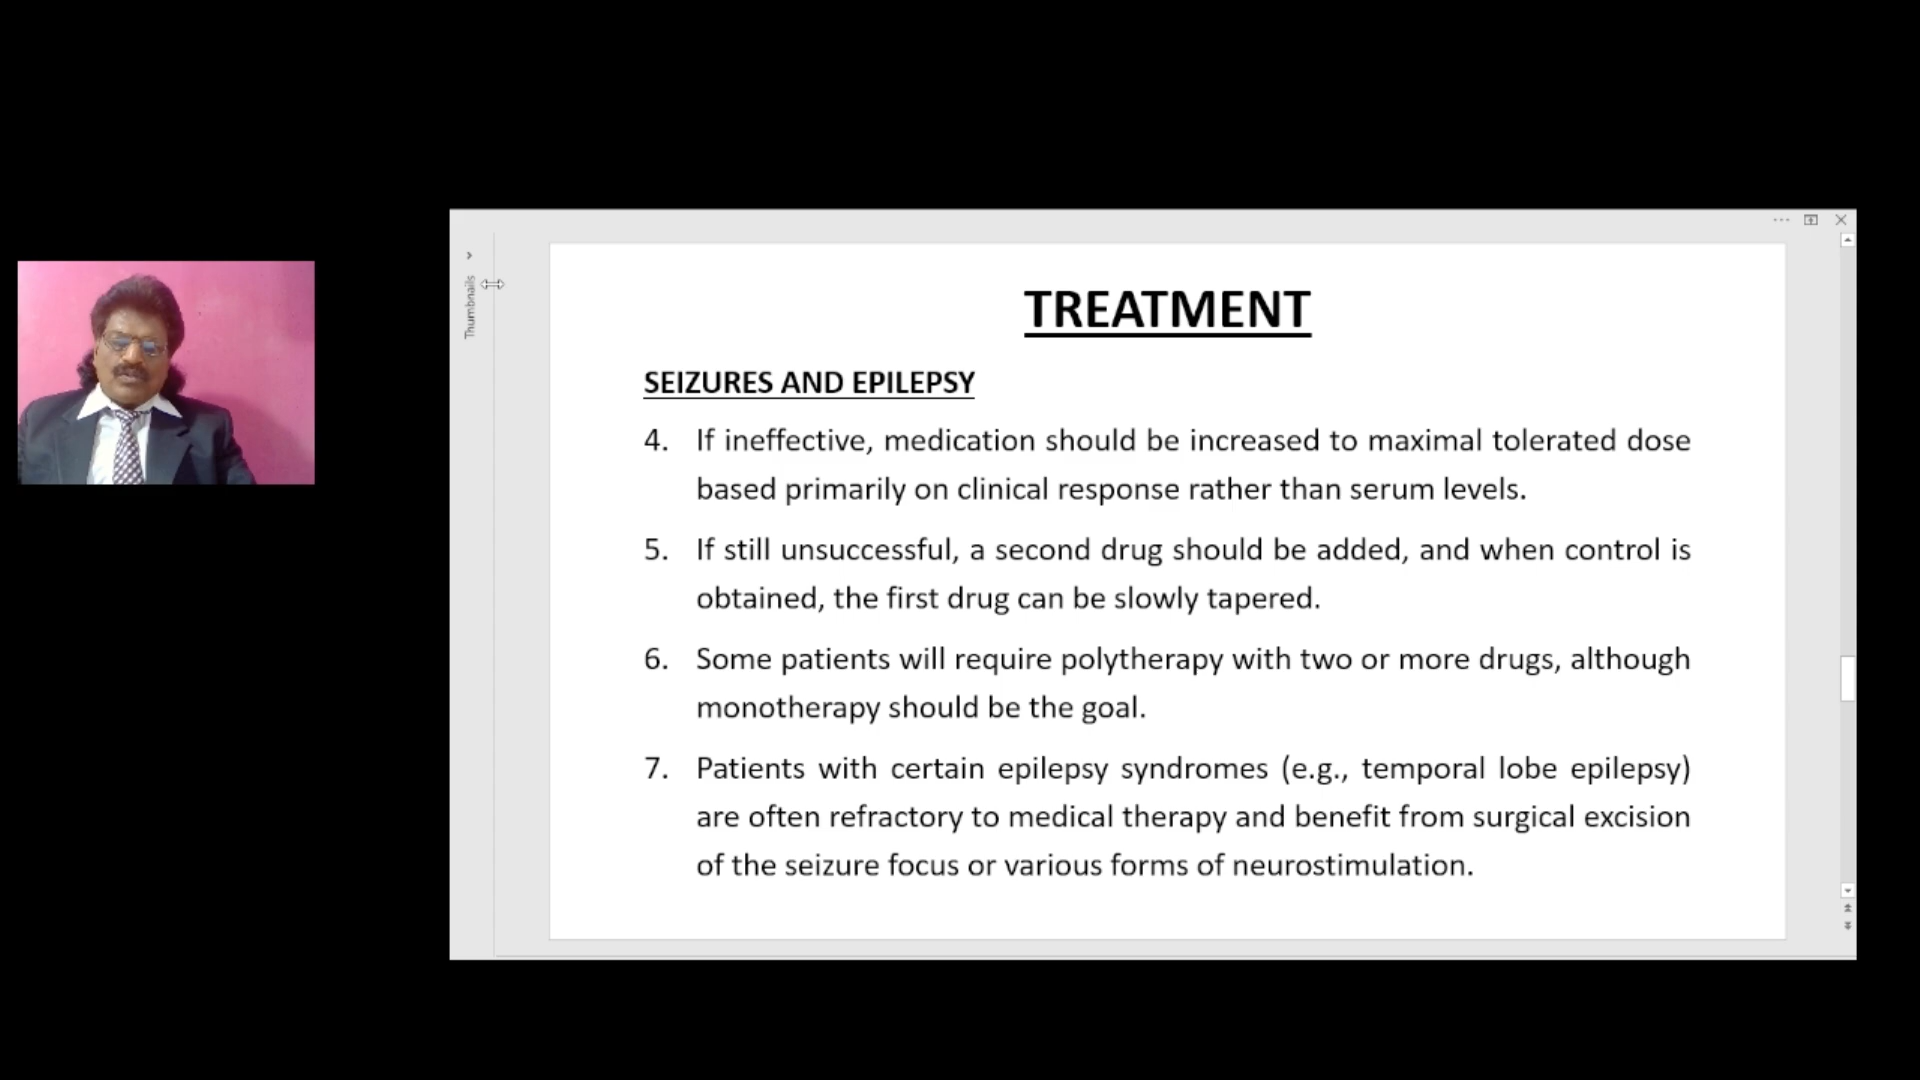 Thumbnails
TREATMENT
SEIZURES AND EPILEPSY
4. If ineffective, medication should be increased to maximal tolerated dose
based primarily on clinical response rather than serum levels.
5. If still unsuccessful, a second drug should be added, and when control is
obtained, the first drug can be slowly tapered.
6. Some patients will require polytherapy with two or more drugs, although
monotherapy should be the goal.
7. Patients with certain epilepsy syndromes (e.g., temporal lobe epilepsy)
are often refractory to medical therapy and benefit from surgical excision
of the seizure focus or various forms of neurostimulation.